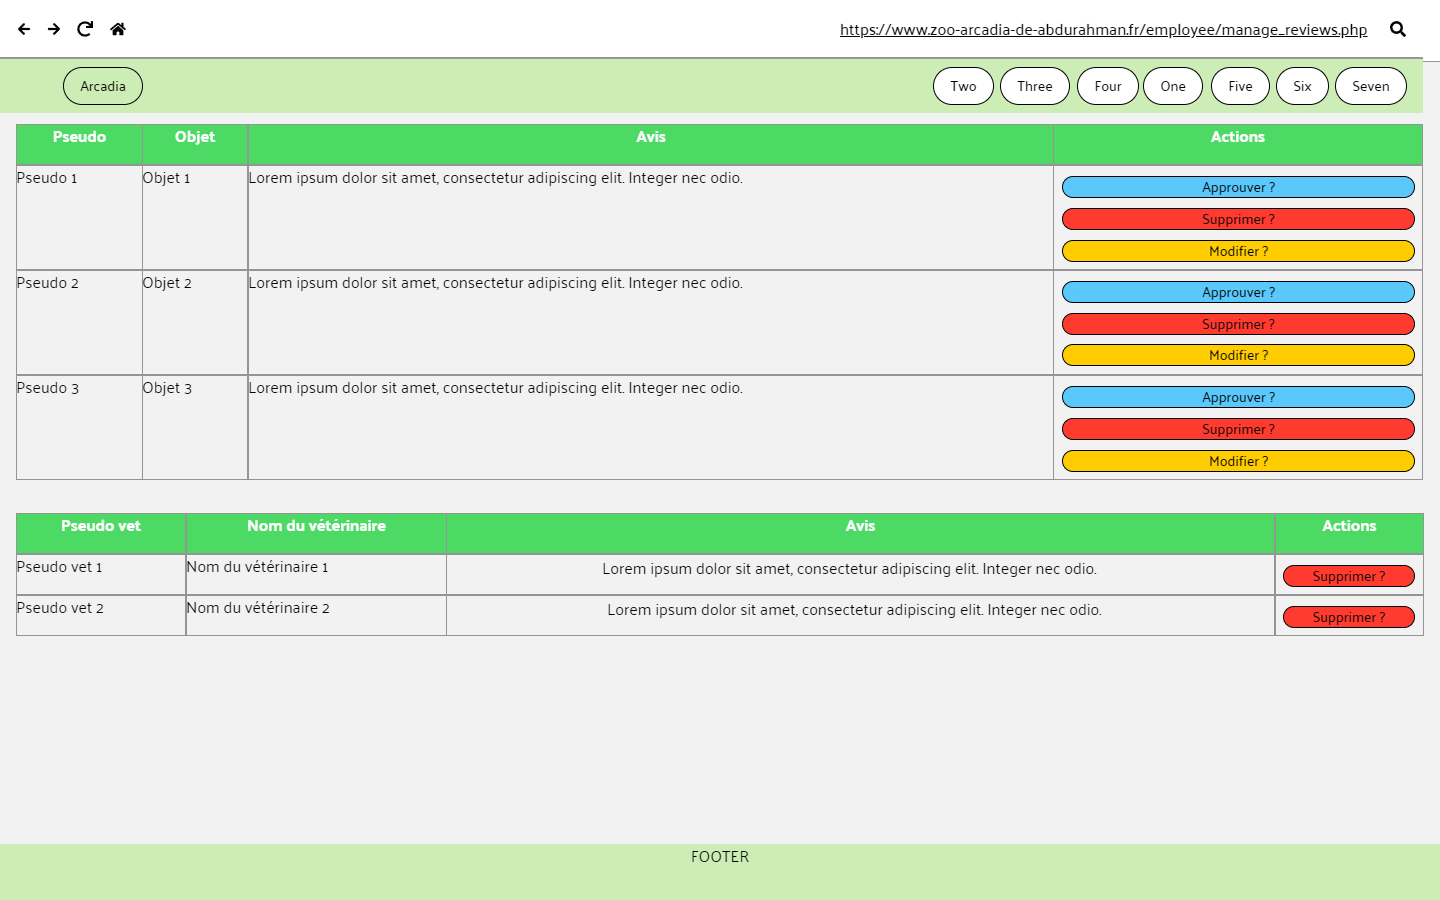 https://www.zoo-arcadia-de-abdurahman.fr/employee/manage_reviews.php
Arcadia Two Three Four One Five Six Seven
Pseudo Objet Avis Actions
Pseudo 1 Objet 1 Lorem ipsum dolor sit amet, consectetur adipiscing elit. Integer nec odio.
Approuver ?
Supprimer ?
Modifier ?
Pseudo 2 Objet 2 Lorem ipsum dolor sit amet, consectetur adipiscing elit. Integer nec odio.
Approuver ?
Supprimer ?
Modifier ?
Pseudo 3 Objet 3 Lorem ipsum dolor sit amet, consectetur adipiscing elit. Integer nec odio.
Approuver ?
Supprimer ?
Modifier ?
Pseudo vet Nom du vétérinaire Avis Actions
Pseudo vet 1 Nom du vétérinaire 1 Lorem ipsum dolor sit amet, consectetur adipiscing elit. Integer nec odio. Supprimer ?
Pseudo vet 2 Nom du vétérinaire 2 Lorem ipsum dolor sit amet, consectetur adipiscing elit. Integer nec odio. Supprimer ?
FOOTER